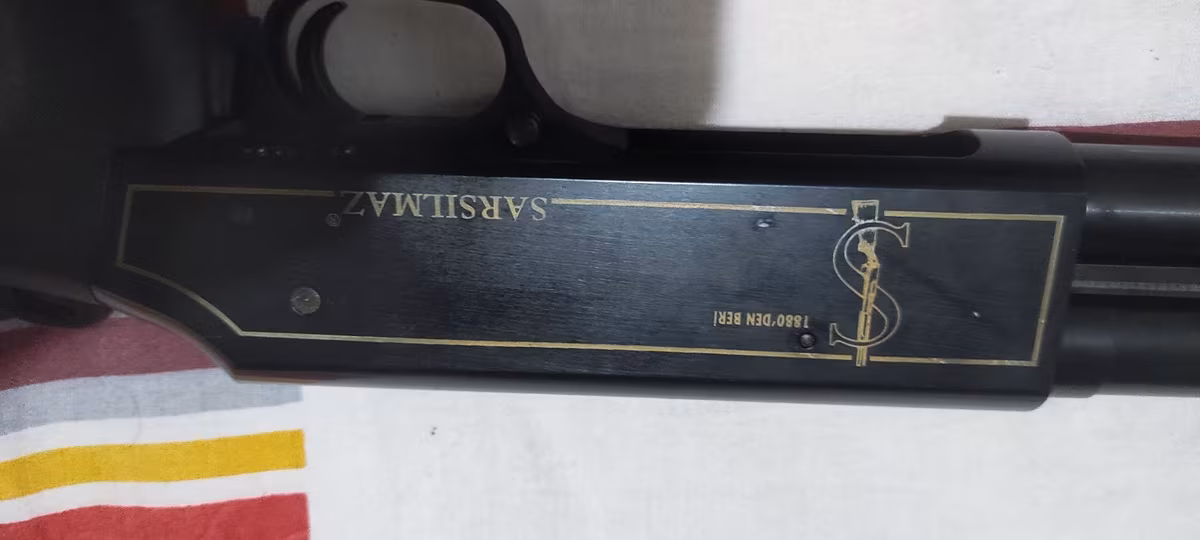 SARSILMAZ
1880'DEN BERİ